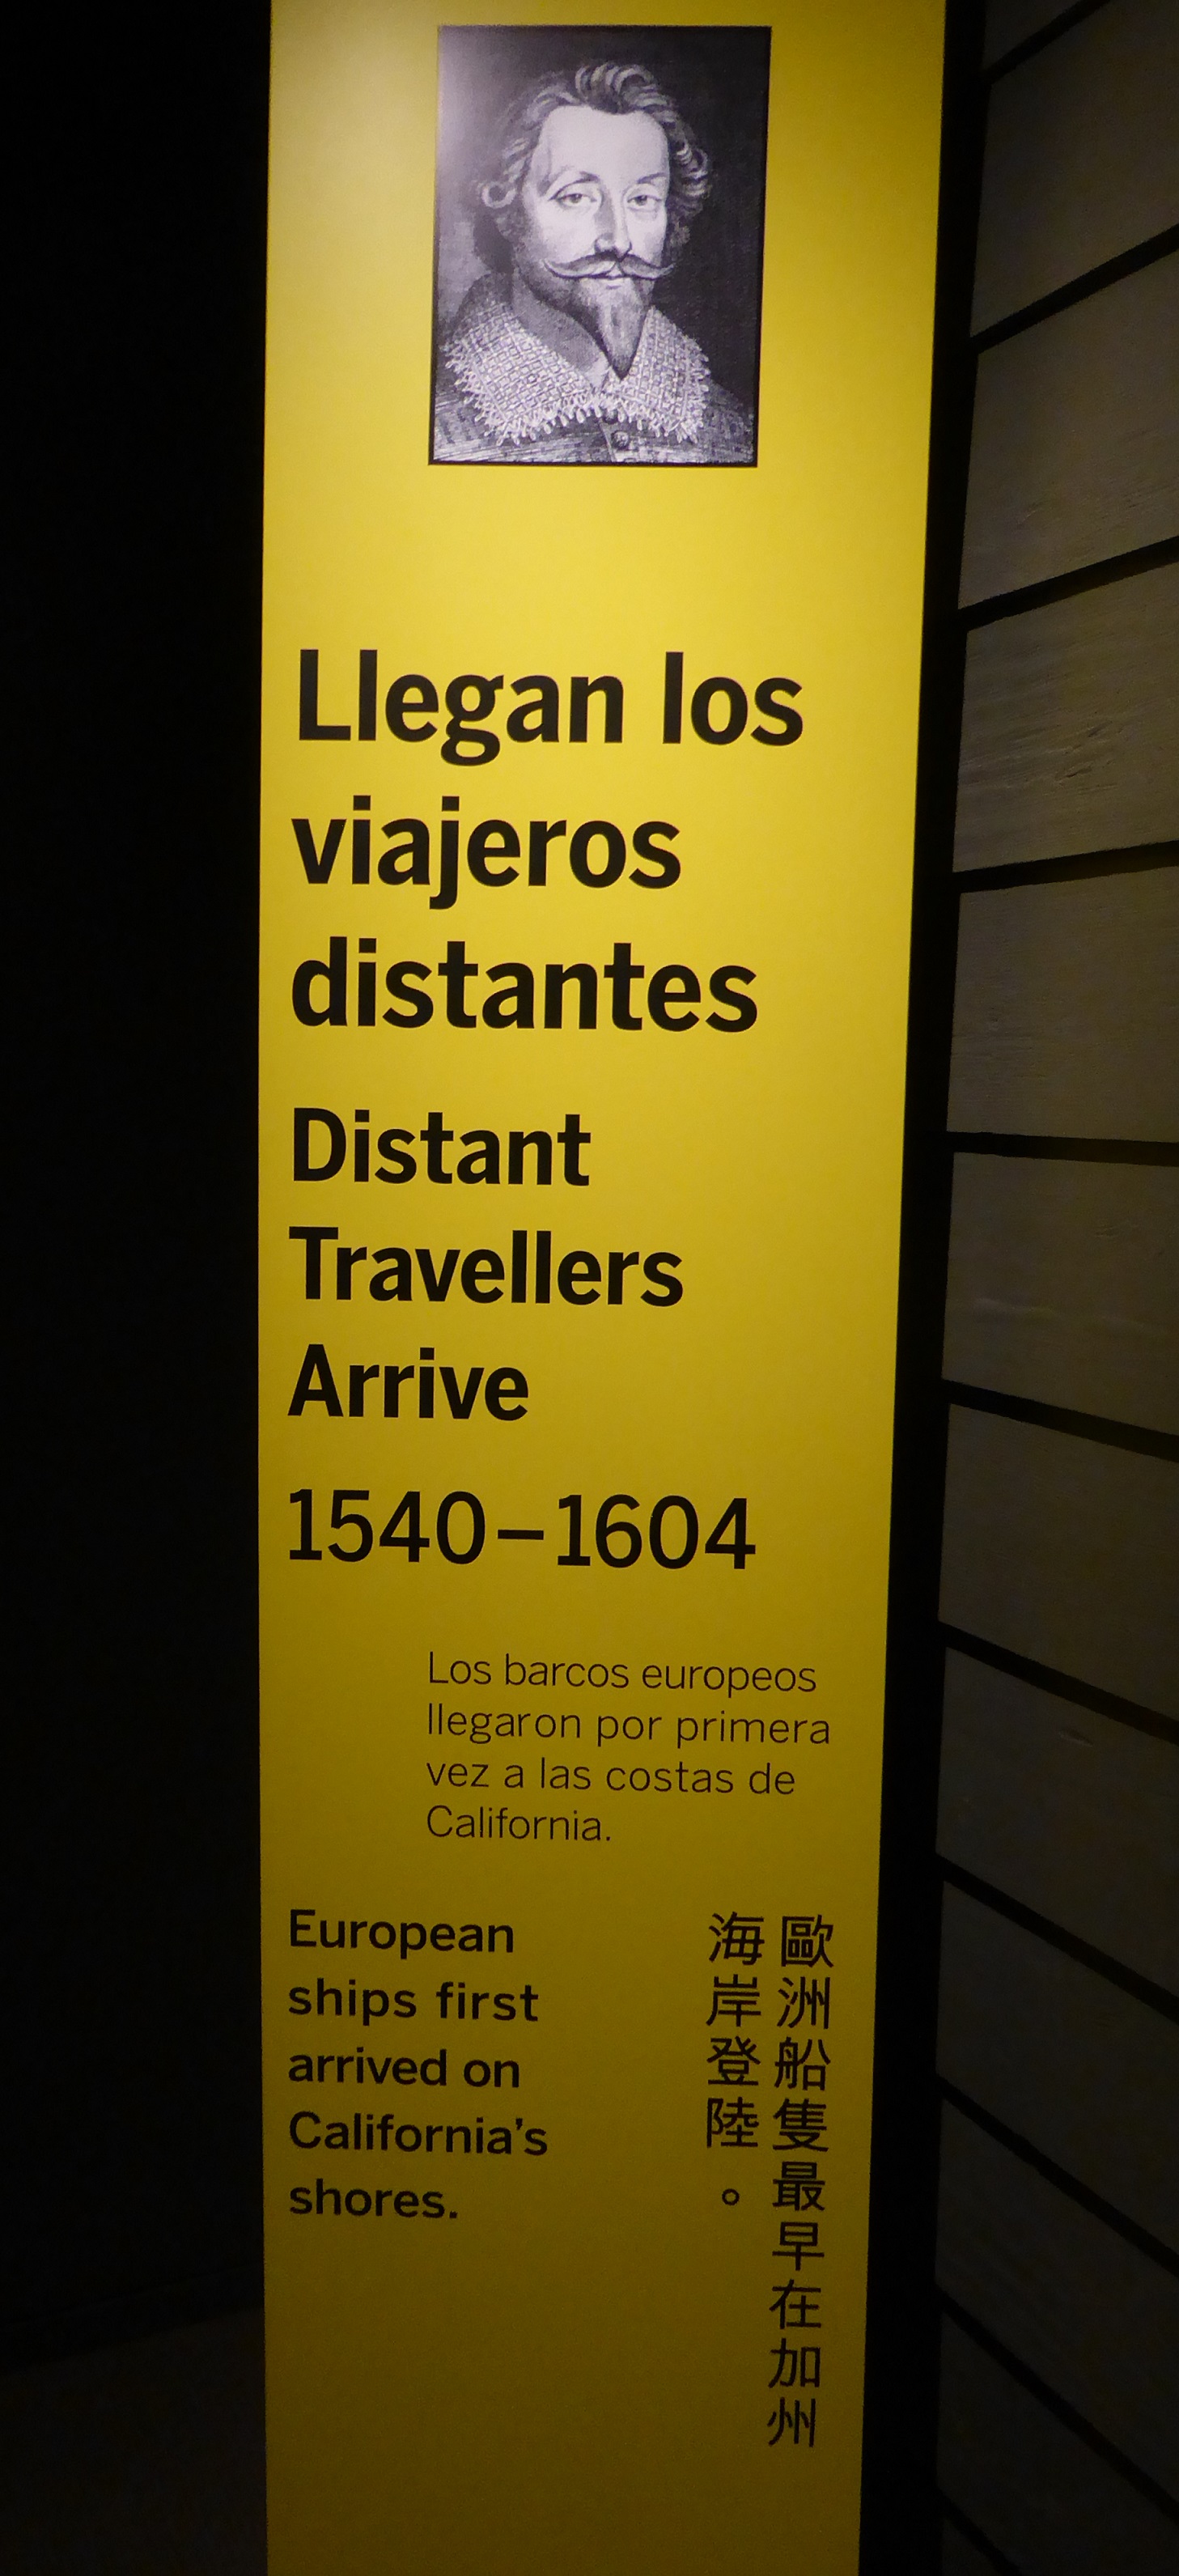 Llegan los
viajeros
distantes
Distant
Travellers
Arrive
1540–1604
Los barcos europeos
llegaron por primera
vez a las costas de
California.
European
ships first
arrived on
California's
shores.
歐洲船隻最早在加州
海岸登陸。